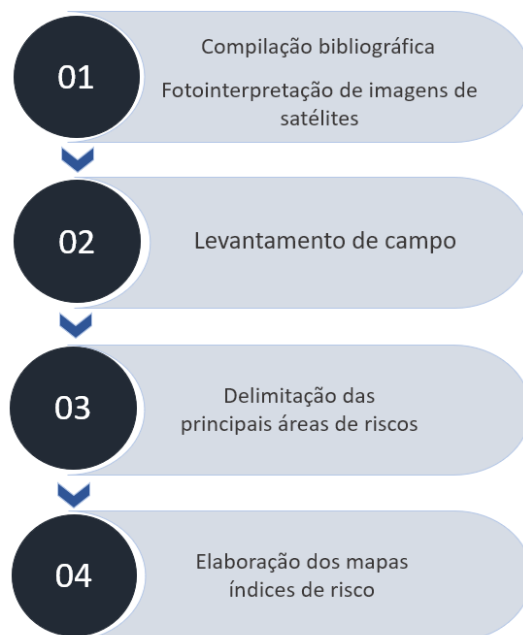 01
Compilação bibliográfica
Fotointerpretação de imagens de
satélites
02
Levantamento de campo
03
Delimitação das
principais áreas de riscos
04
Elaboração dos mapas
índices de risco